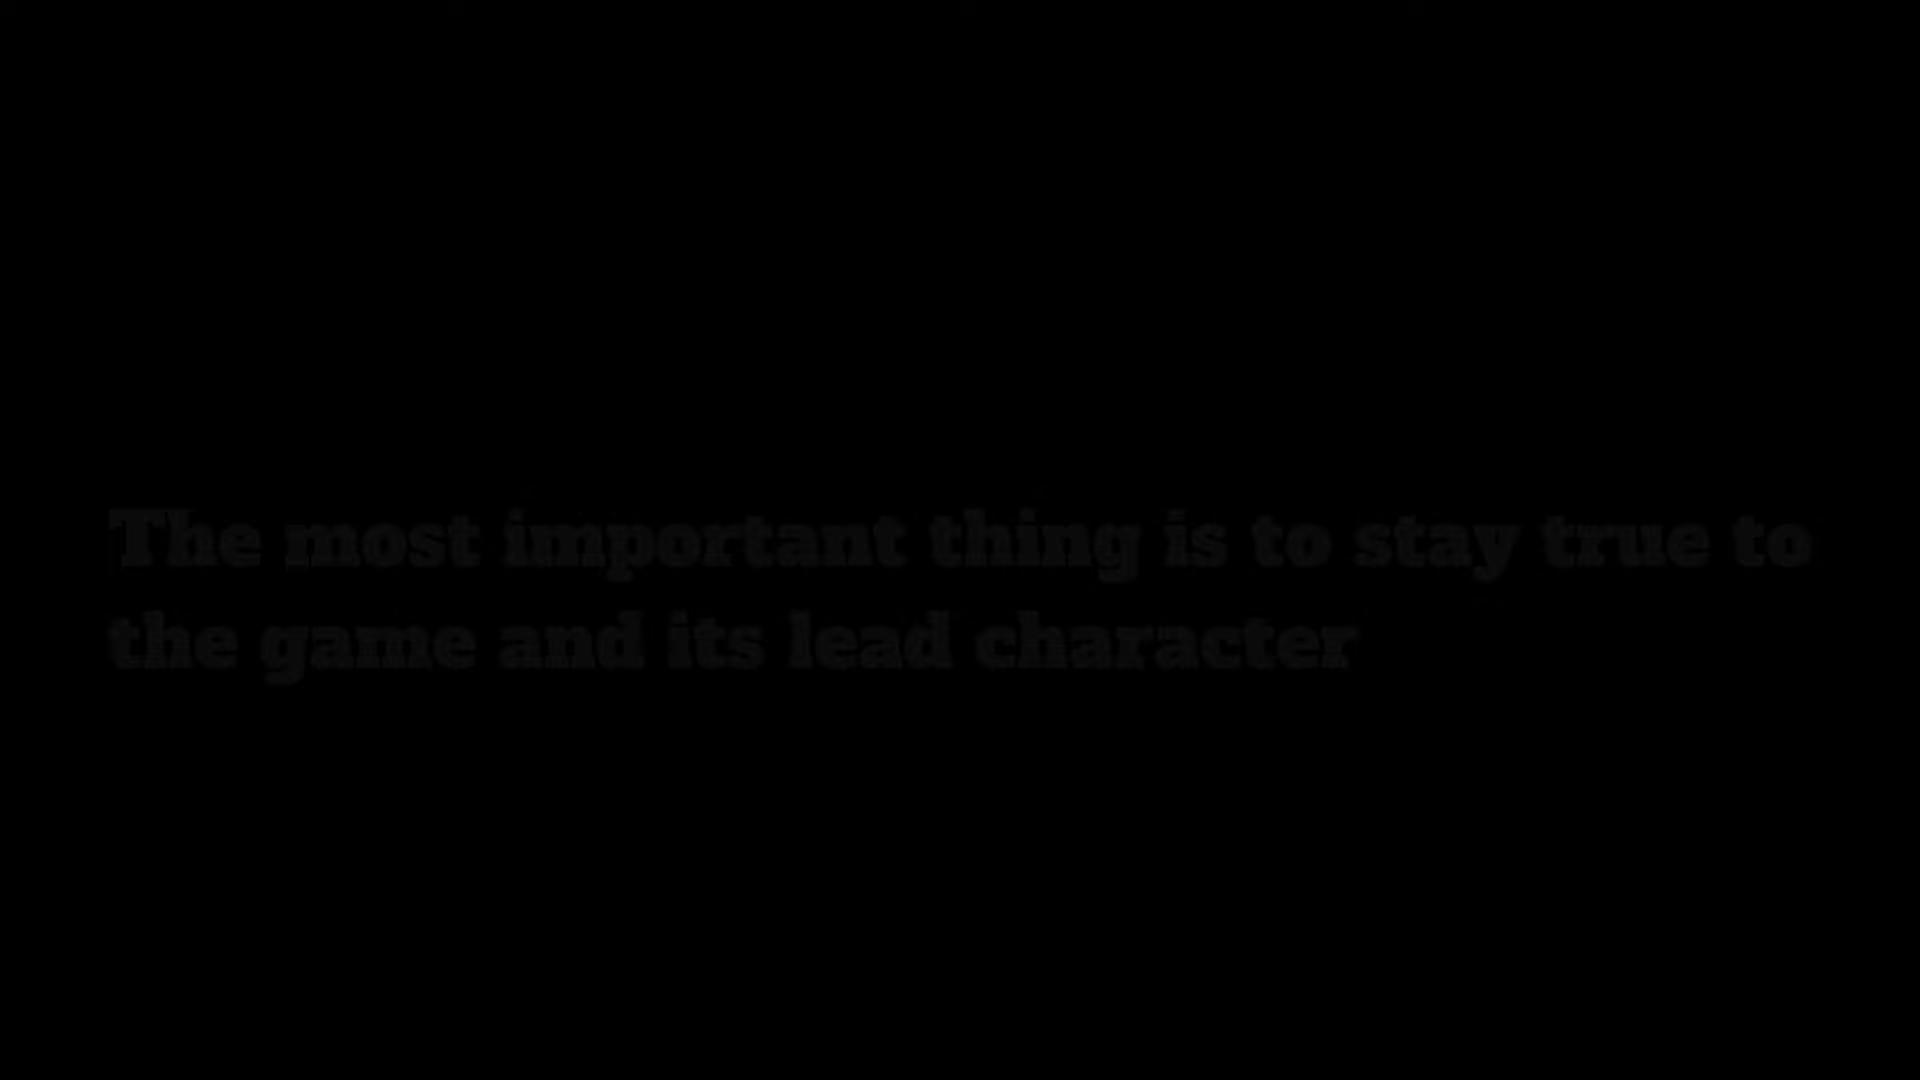 The most important thing is to stay true to
the game and its lead character